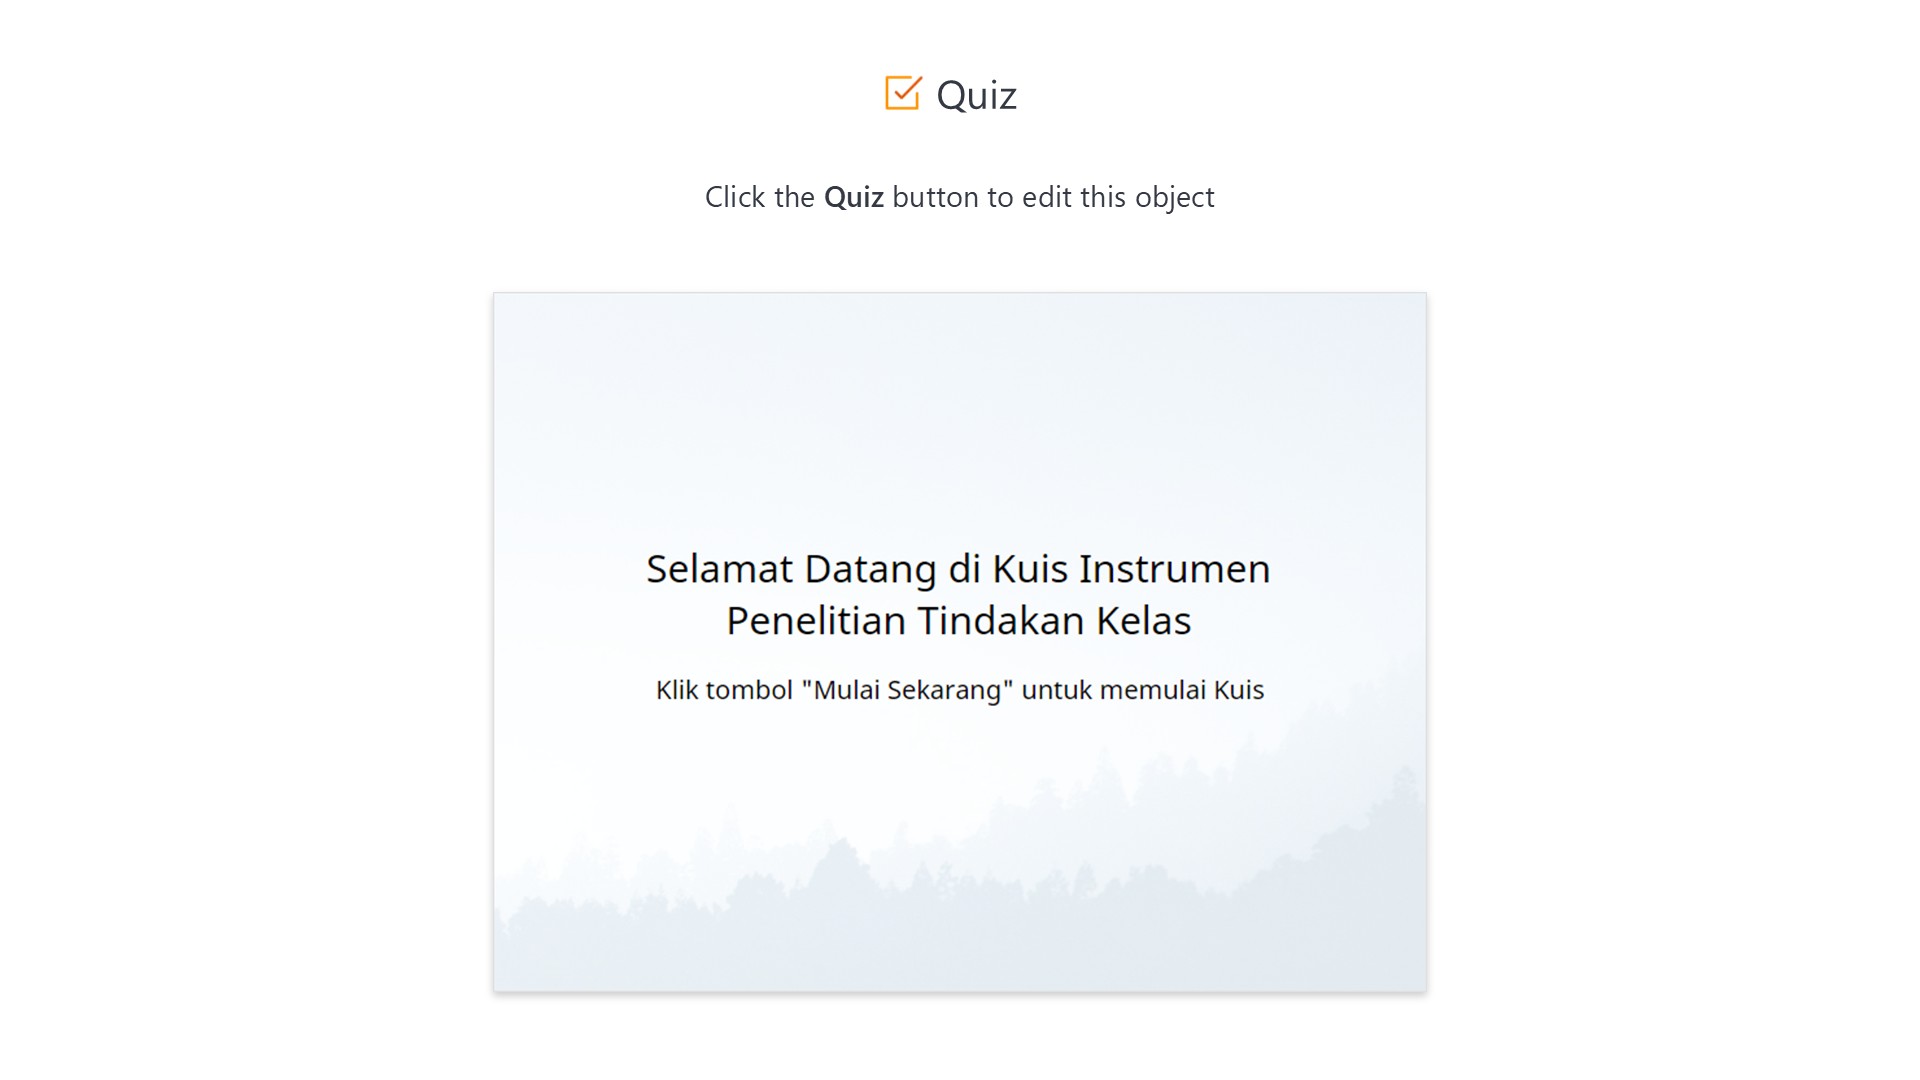 Quiz
Click the Quiz button to edit this object
Selamat Datang di Kuis Instrumen
Penelitian Tindakan Kelas
Klik tombol "Mulai Sekarang" untuk memulai Kuis